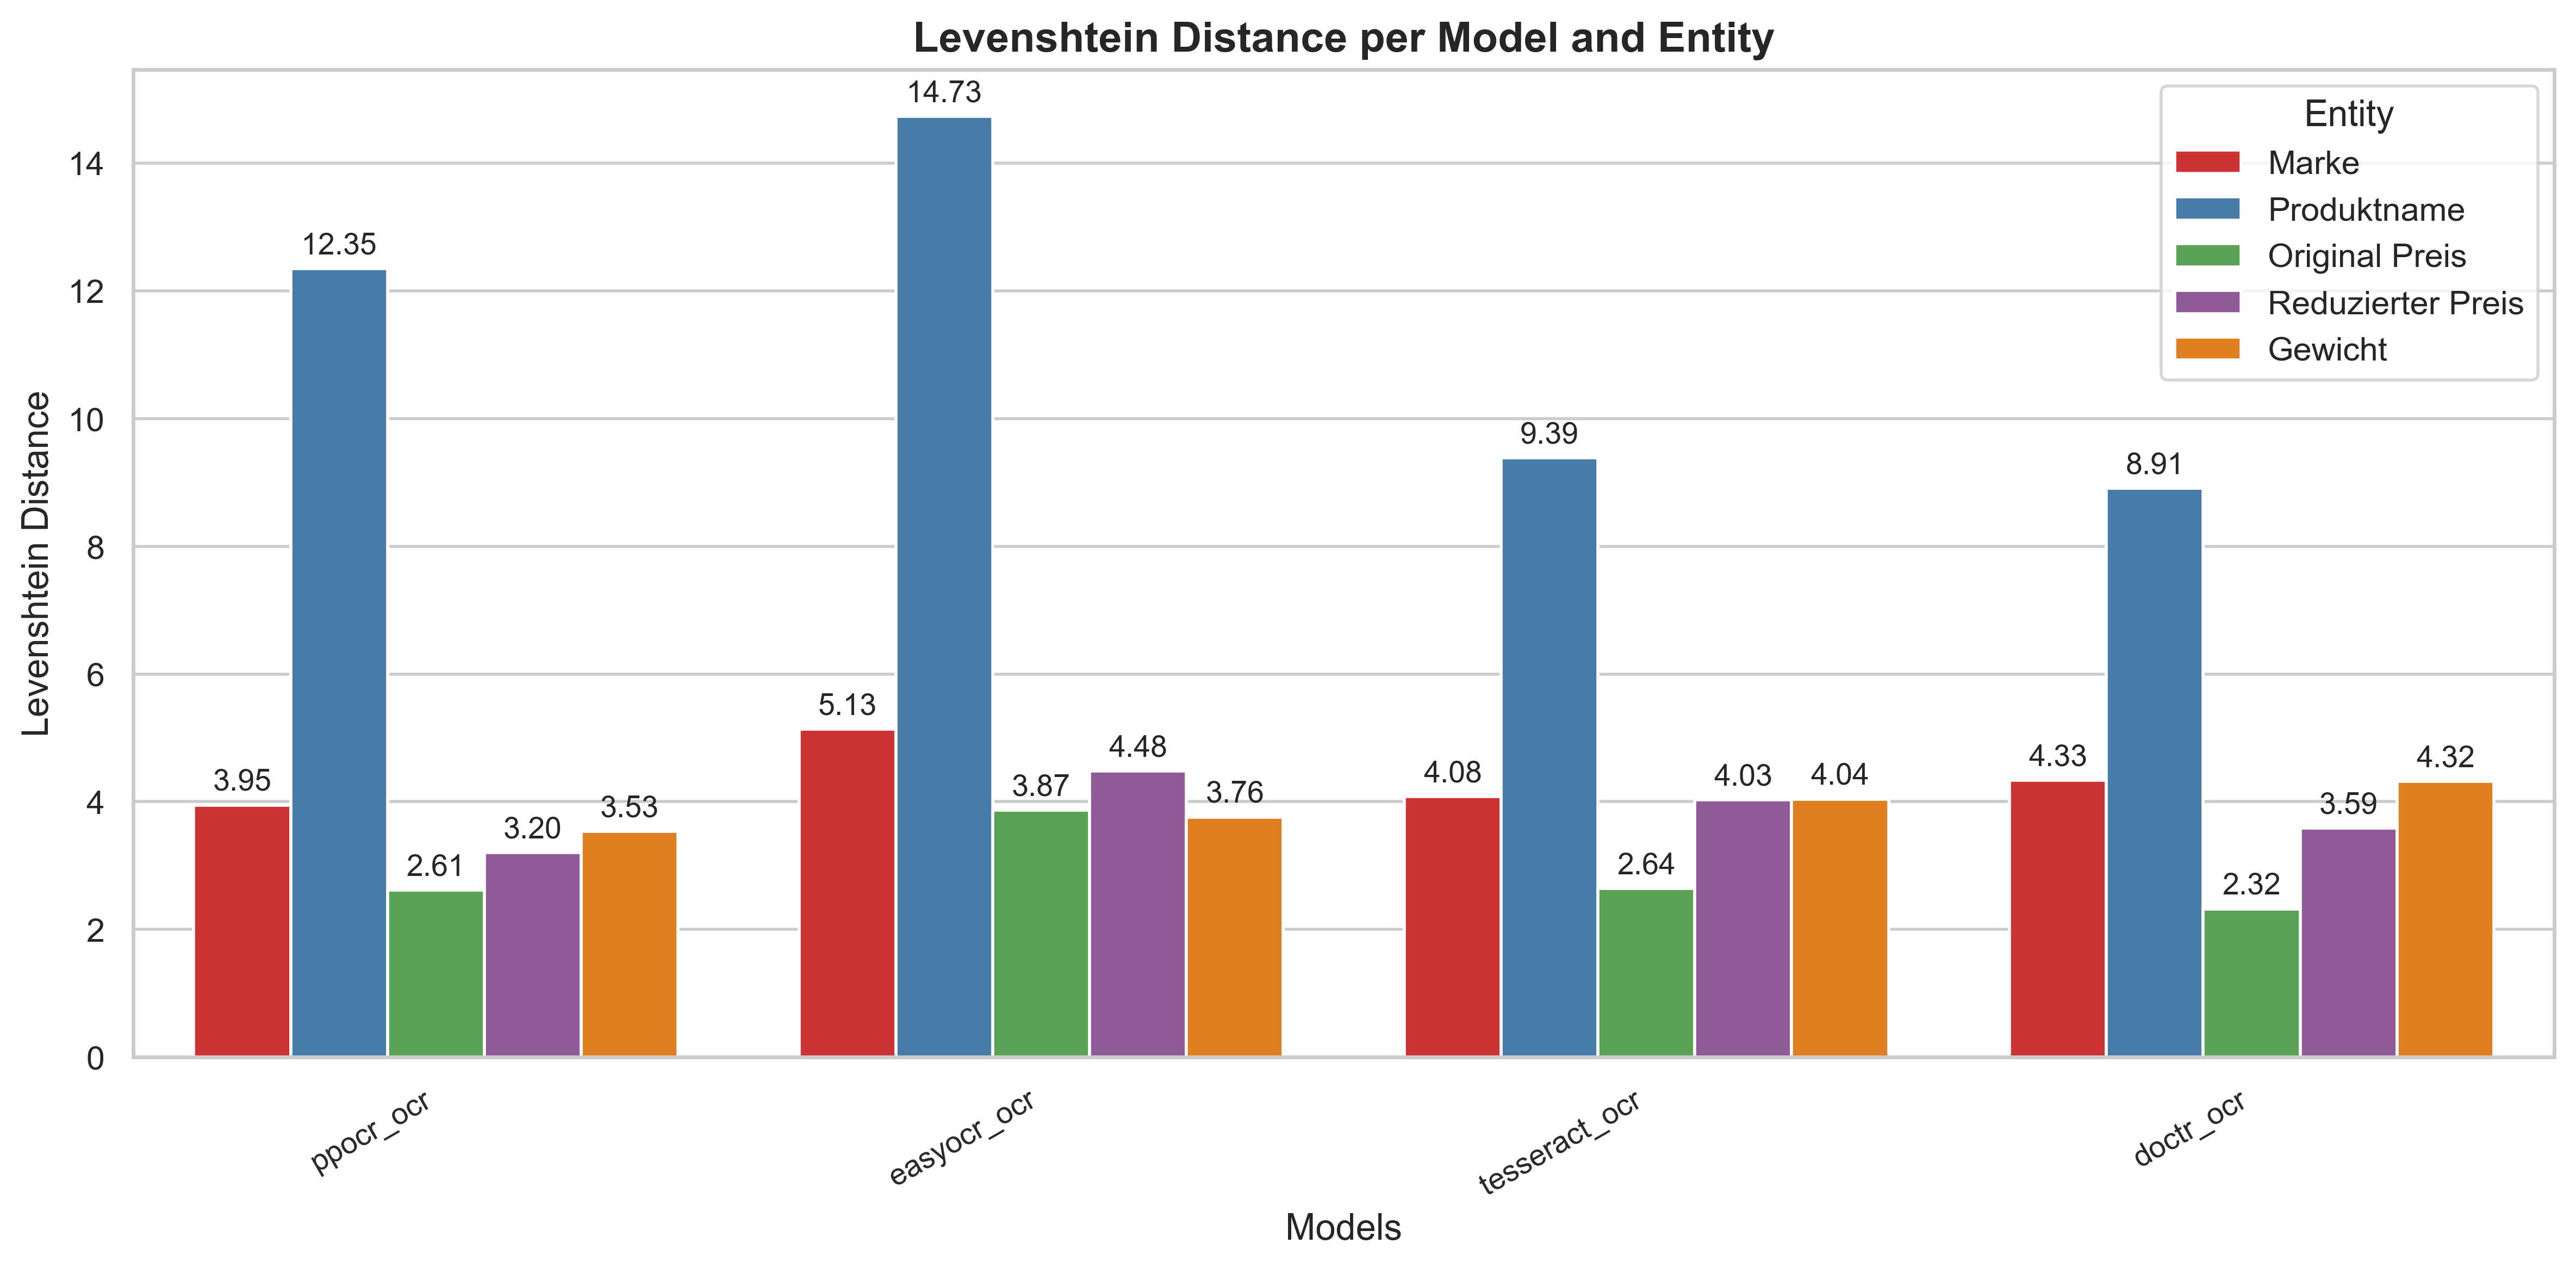 Levenshtein Distance per Model and Entity
Levenshtein Distance
14
12
10
8
6
4
2
0
3.95
12.35
2.61
3.20
3.53
5.13
14.73
3.87
4.48
3.76
4.08
9.39
2.64
4.03
4.04
4.33
8.91
2.32
3.59
4.32
Entity
Marke
Produktname
Original Preis
Reduzierter Preis
Gewicht
ppocr_ocr
easyocr_ocr
tesseract_ocr
doctr_ocr
Models